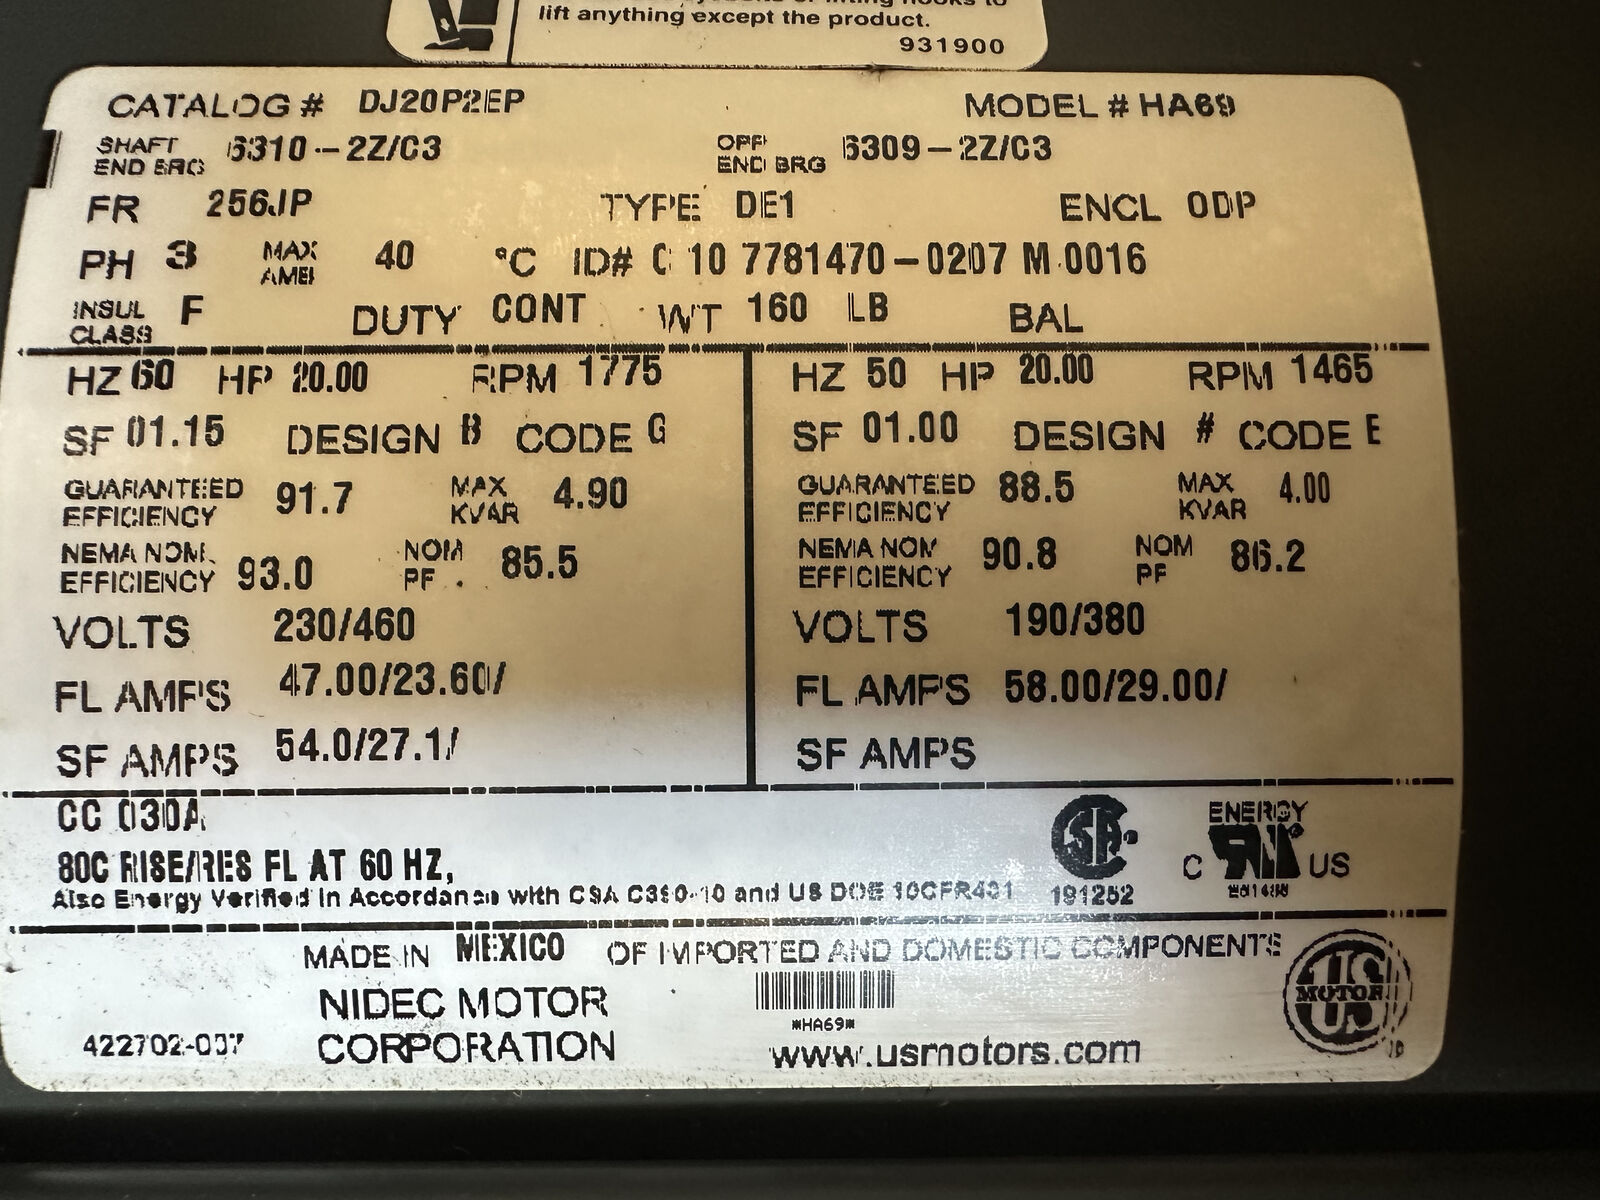 lift anything except the product.
931900
CATALOG # DJ20P2EP MODEL # HA69
SHAFT END BRG 6310-2Z/C3 OPP END BRG 6309-2Z/C3
FR 256JP TYPE DE1 ENCL ODP
PH 3 MAX AMB 40 °C ID# C 10 7781470-0207 M 0016
INSUL CLASS F DUTY CONT WT 160 LB BAL
HZ 60 HP 20.00 RPM 1775
SF 01.15 DESIGN B CODE G
GUARANTEED EFFICIENCY 91.7 MAX KVAR 4.90
NEMA NOM EFFICIENCY 93.0 NOM PF 85.5
VOLTS 230/460
FL AMPS 47.00/23.60/
SF AMPS 54.0/27.1/
HZ 50 HP 20.00 RPM 1465
SF 01.00 DESIGN # CODE E
GUARANTEED EFFICIENCY 88.5 MAX KVAR 4.00
NEMA NOM EFFICIENCY 90.8 NOM PF 86.2
VOLTS 190/380
FL AMPS 58.00/29.00/
SF AMPS
CC 030A
80C RISE/RES FL AT 60 HZ,
Also Energy Verified in Accordance with CSA C390-10 and US DOE 10CFR431
SA 191252
ENERGY
C RU® US
MADE IN MEXICO OF IMPORTED AND DOMESTIC COMPONENTS
NIDEC MOTOR
CORPORATION
422702-007
*HA69*
www.usmotors.com
US MOTORS